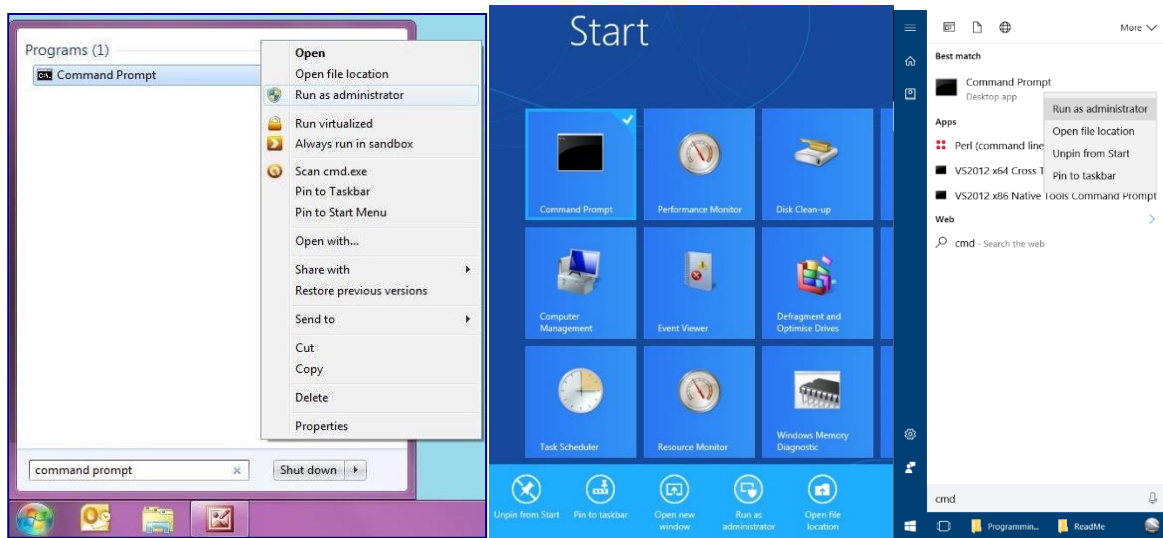 Programs (1)
Command Prompt
Open
Open file location
Run as administrator
Run virtualized
Always run in sandbox
Scan cmd.exe
Pin to Taskbar
Pin to Start Menu
Open with...
Share with
Restore previous versions
Send to
Cut
Copy
Delete
Properties
command prompt
Shut down
Start
Command Prompt
Performance Monitor
Disk Clean-up
Computer
Management
Event Viewer
Defragment and
Optimise Drives
Task Scheduler
Resource Monitor
Windows Memory
Diagnostic
Unpin from Start
Pin to taskbar
Open new
window
Run as
administrator
Open file
location
More
Best match
Command Prompt
Desktop app
Run as administrator
Open file location
Unpin from Start
Pin to taskbar
Apps
Perl (command line
VS2012 x64 Cross T
VS2012 x86 Native Tools Command Prompt
Web
cmd - Search the web
cmd
Programmin...
ReadMe